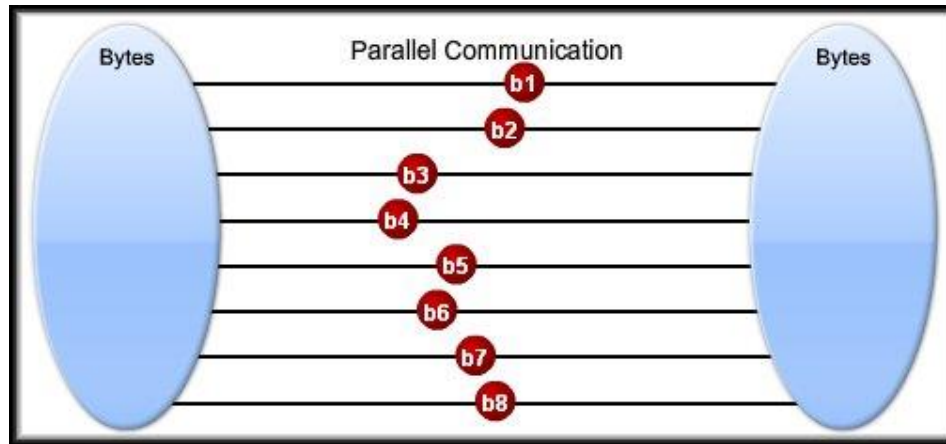 Bytes
Parallel Communication
Bytes
b1
b2
b3
b4
b5
b6
b7
b8